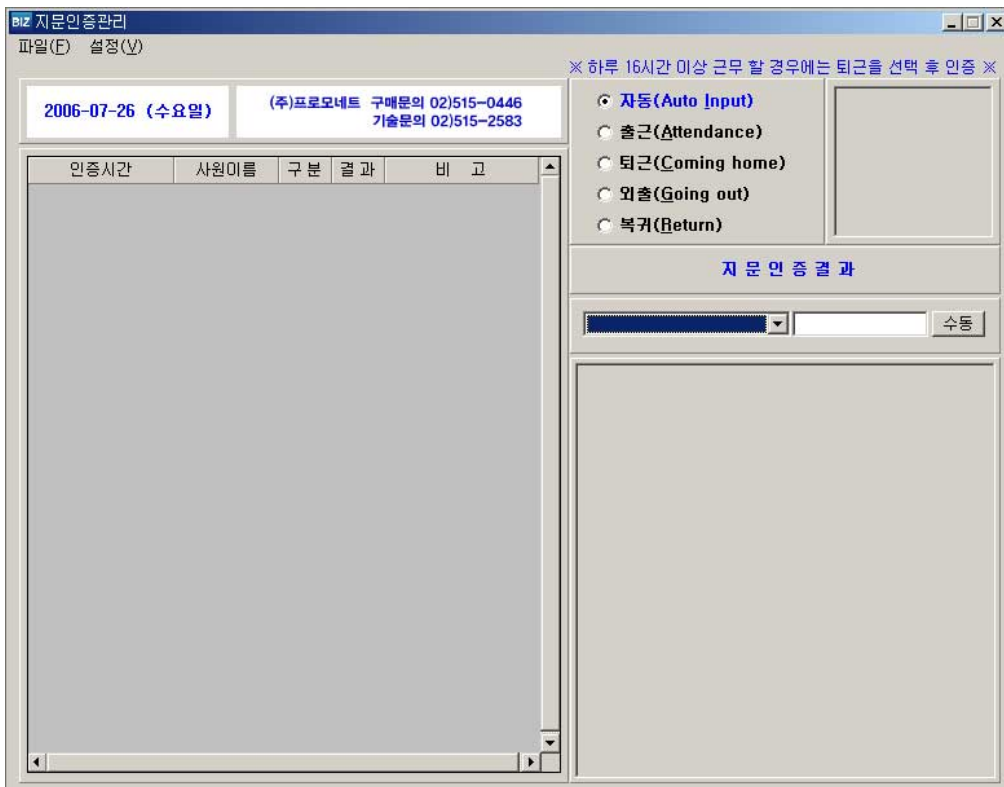 BIZ 지문인증관리
파일(F) 설정(V)
※ 하루 16시간 이상 근무 할 경우에는 퇴근을 선택 후 인증 ※
2006-07-26 (수요일)
(주)프로모네트 구매문의 02)515-0446
기술문의 02)515-2583
자동(Auto Input)
출근(Attendance)
퇴근(Coming home)
외출(Going out)
복귀(Return)
인증시간 사원이름 구분 결과 비 고
지 문 인 증 결 과
수동